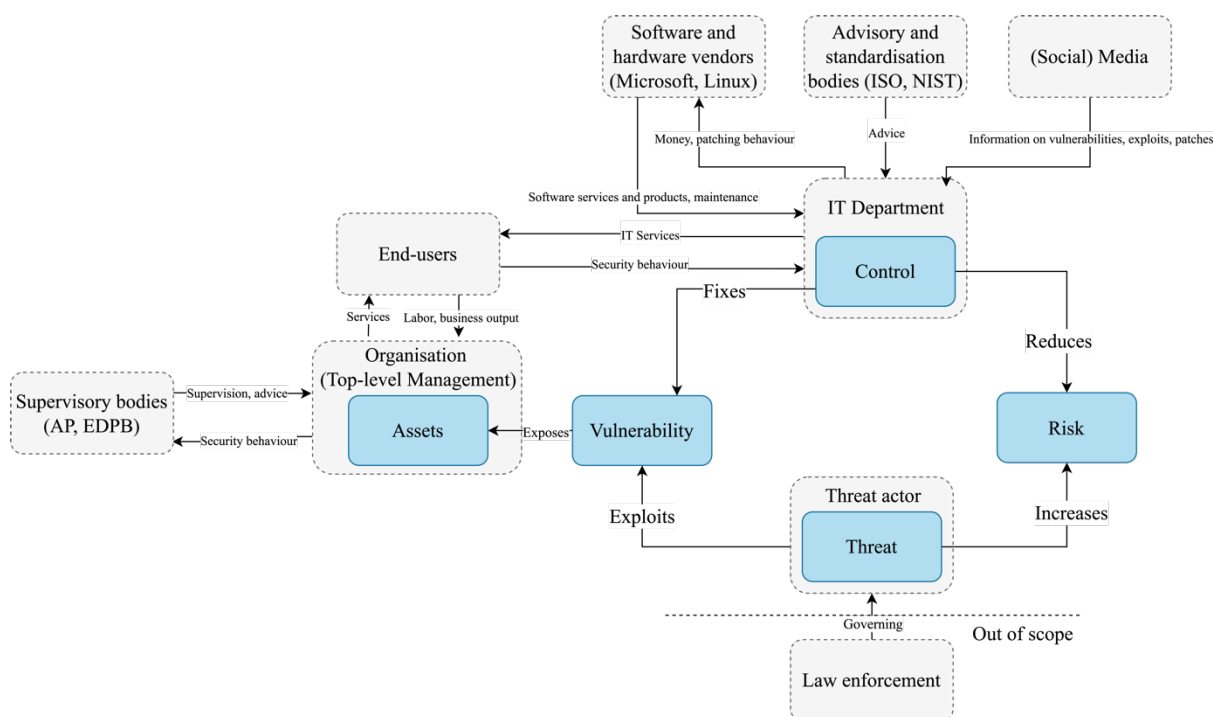 Software and
hardware vendors
(Microsoft, Linux)
Advisory and
standardisation
bodies (ISO, NIST)
(Social) Media
Money, patching behaviour
Advice
Information on vulnerabilities, exploits, patches
Software services and products, maintenance
IT Department
IT Services
End-users
Security behaviour
Control
Fixes
Services
Labor, business output
Reduces
Organisation
(Top-level Management)
Supervision, advice
Supervisory bodies
(AP, EDPB)
Assets
Exposes
Vulnerability
Risk
Security behaviour
Threat actor
Exploits
Increases
Threat
Governing
Out of scope
Law enforcement